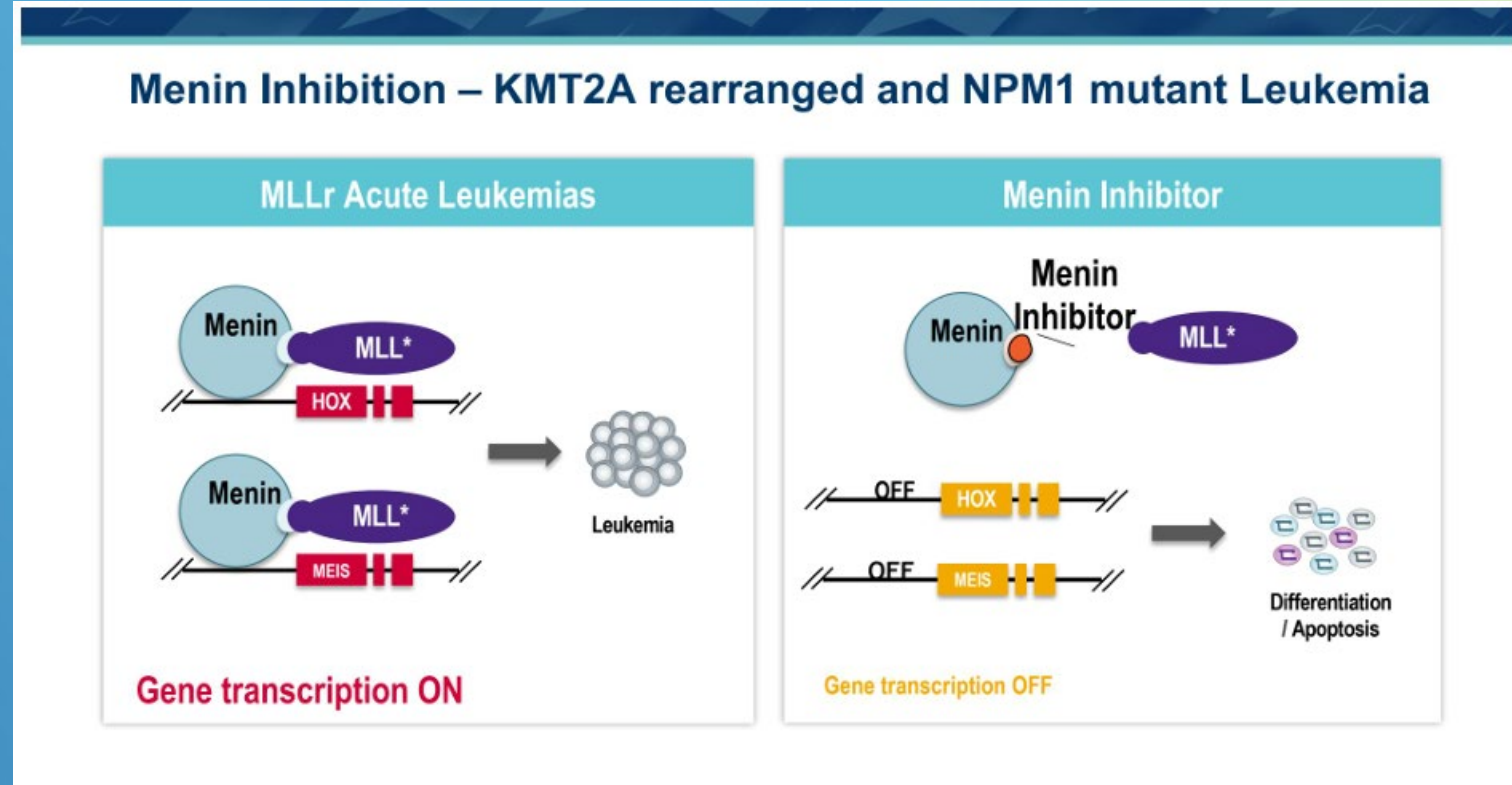 Menin Inhibition – KMT2A rearranged and NPM1 mutant Leukemia
MLLr Acute Leukemias
Menin
MLL*
HOX
Menin
MLL*
MEIS
Leukemia
Gene transcription ON
Menin Inhibitor
Menin
Inhibitor
Menin
MLL*
OFF
HOX
OFF
MEIS
Differentiation
/ Apoptosis
Gene transcription OFF